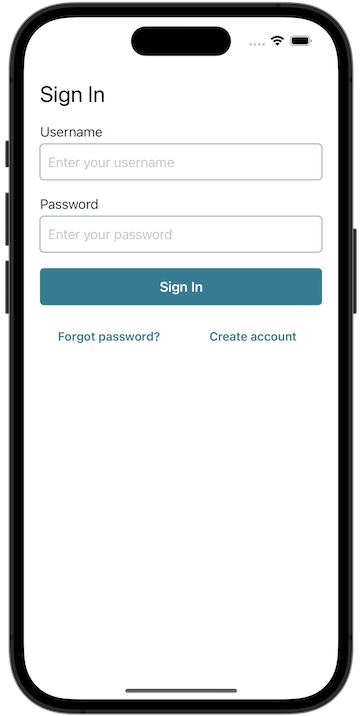 Sign In
Username
Enter your username
Password
Enter your password
Sign In
Forgot password? Create account